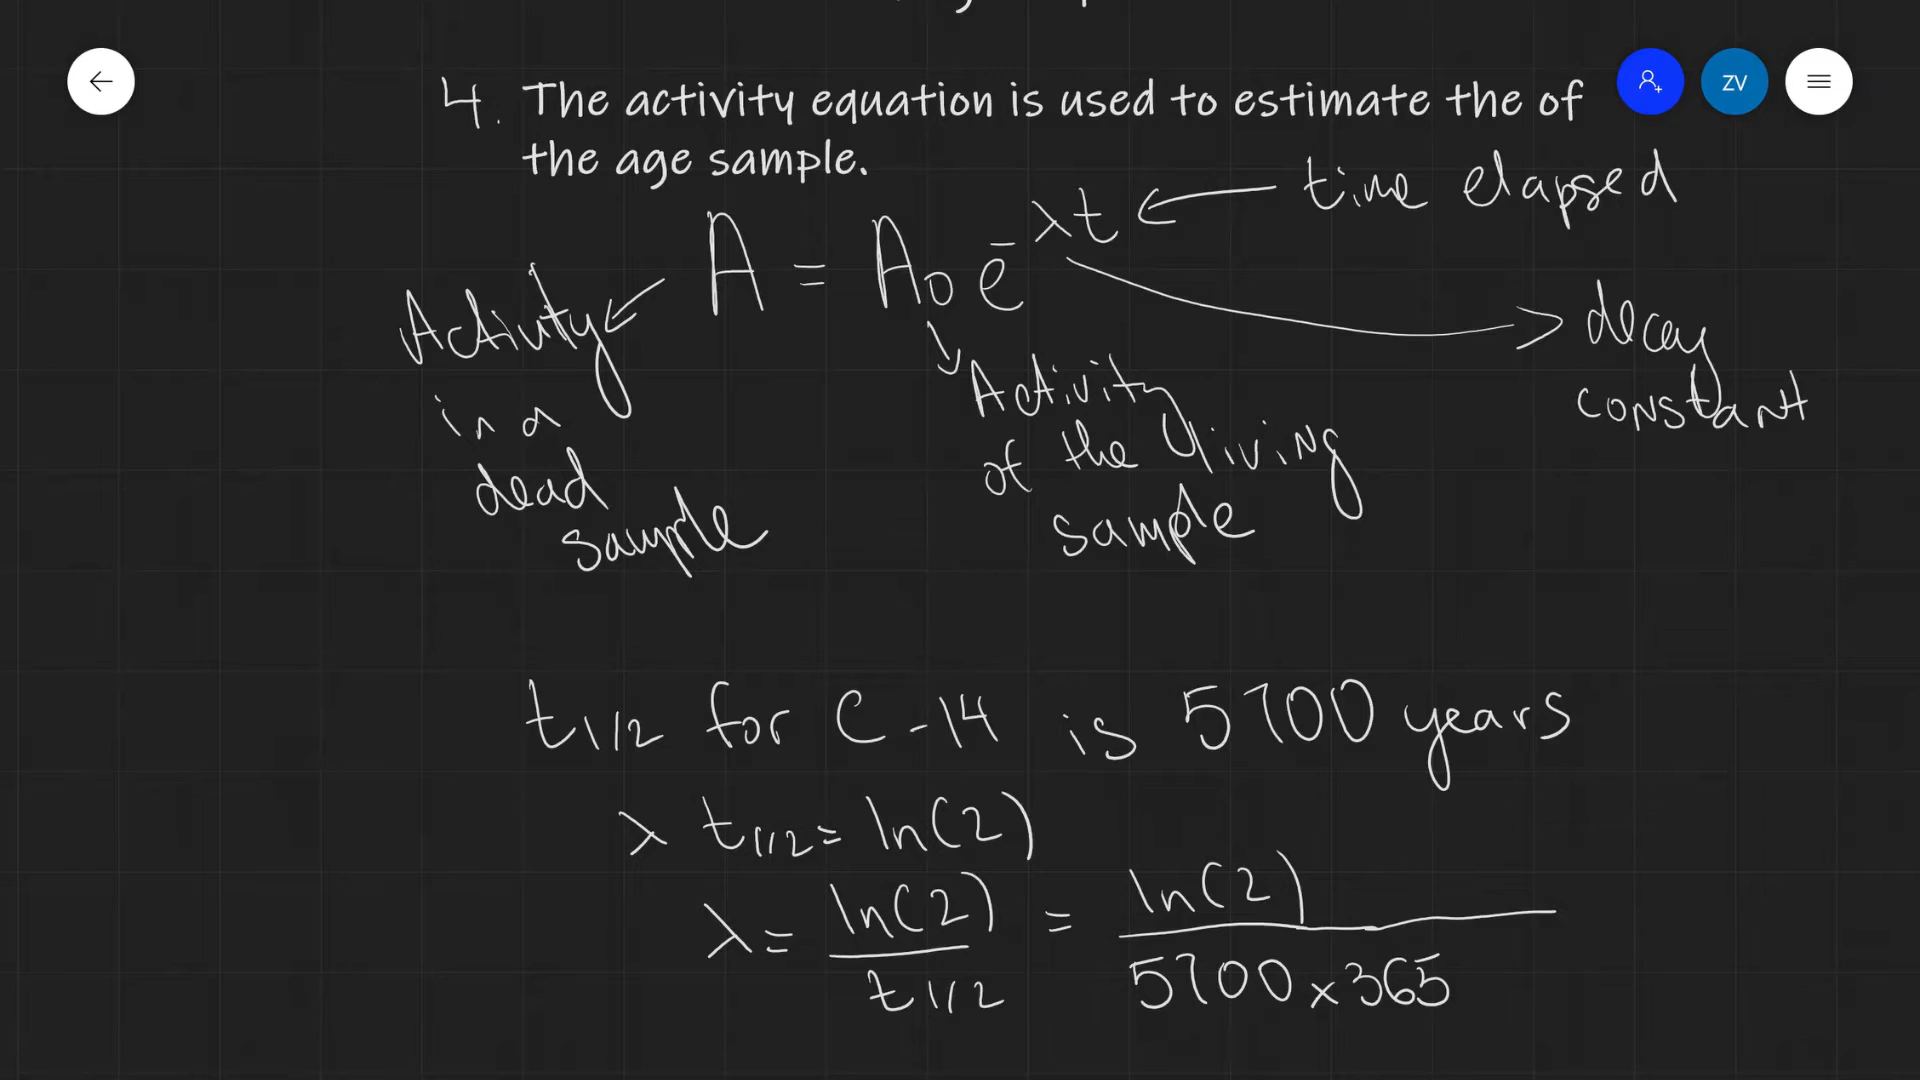 4. The activity equation is used to estimate the of
the age sample.
ZV
A = A₀ e^-λt
time elapsed
decay
constant
Activity
in a
dead
sample
Activity
of the living
sample
t1/2 for C-14 is 5700 years
λ t1/2 = ln(2)
λ = ln(2) / t1/2 = ln(2) / 5700 x 365